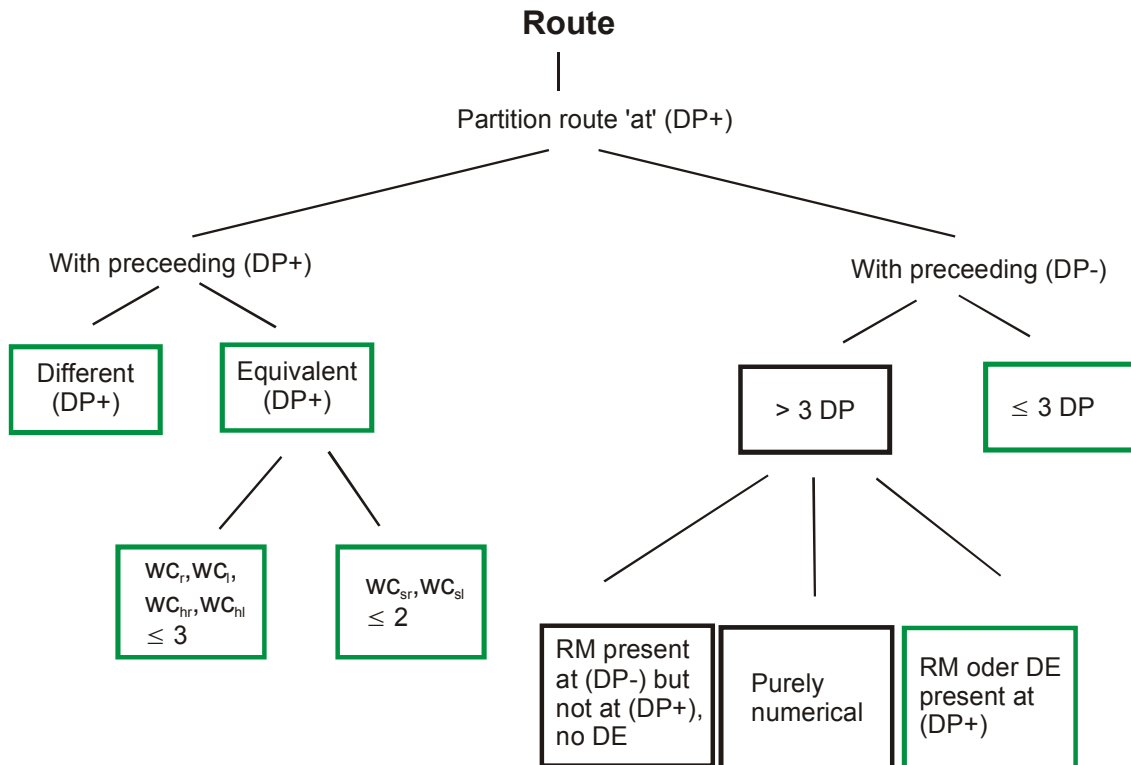 Route
Partition route 'at' (DP+)
With preceeding (DP+)
With preceeding (DP-)
Different
(DP+)
Equivalent
(DP+)
> 3 DP
≤ 3 DP
wcr,wcl,
wchr,wchl
≤ 3
wcsr,wcsl
≤ 2
RM present
at (DP-) but
not at (DP+),
no DE
Purely
numerical
RM oder DE
present at
(DP+)